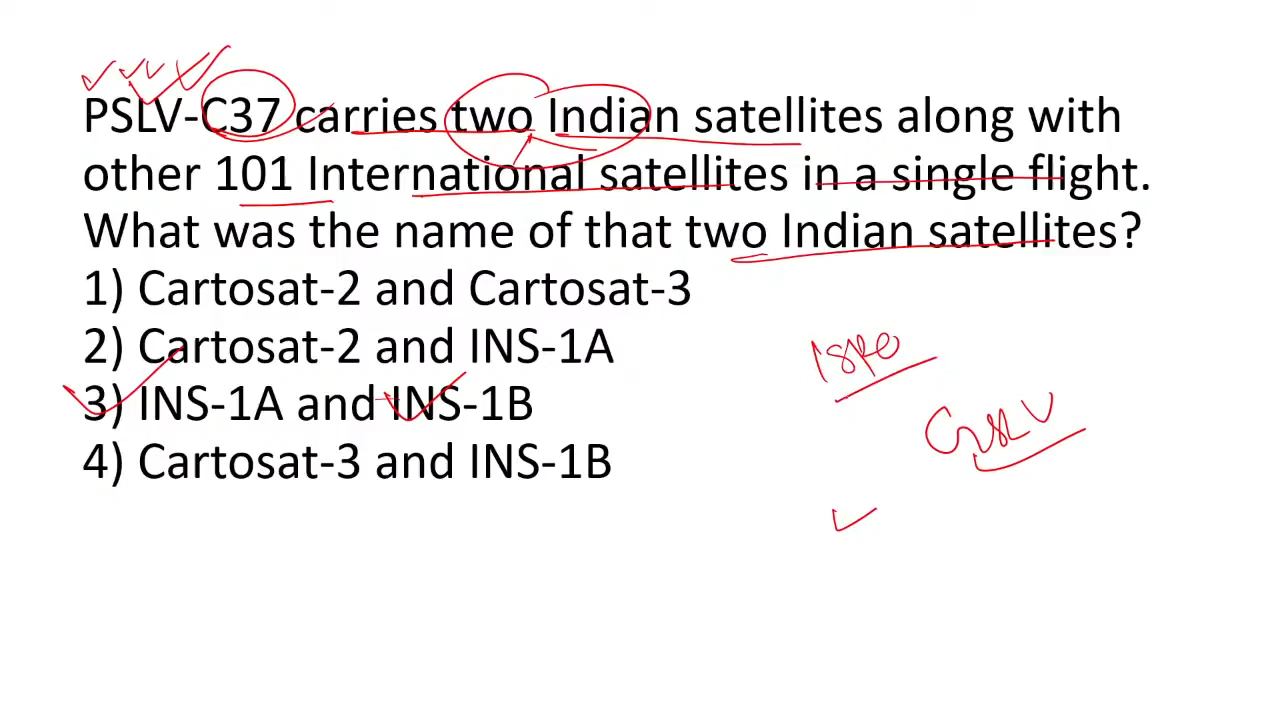 PSLV-C37 carries two Indian satellites along with
other 101 International satellites in a single flight.
What was the name of that two Indian satellites?
1) Cartosat-2 and Cartosat-3
2) Cartosat-2 and INS-1A
ISRO
3) INS-1A and INS-1B
GSLV
4) Cartosat-3 and INS-1B